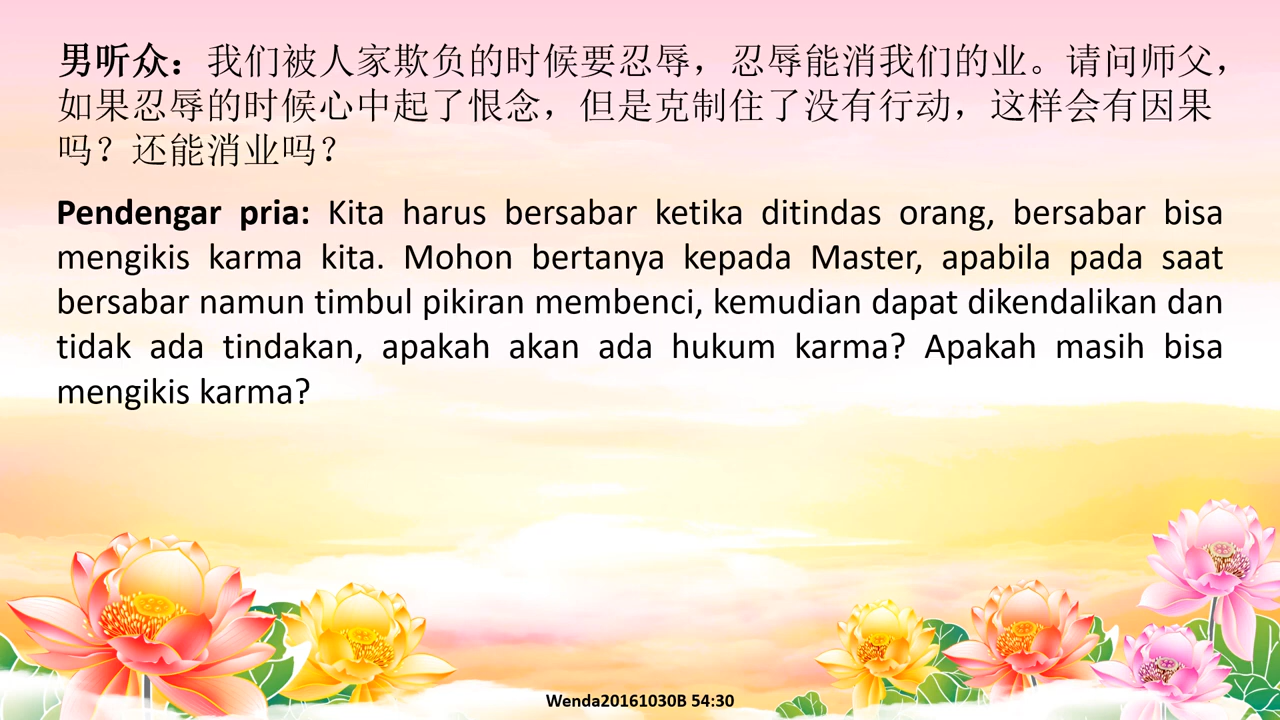 男听众：我们被人家欺负的时候要忍辱，忍辱能消我们的业。请问师父，
如果忍辱的时候心中起了恨念，但是克制住了没有行动，这样会有因果
吗？还能消业吗？
Pendengar pria: Kita harus bersabar ketika ditindas orang, bersabar bisa
mengikis karma kita. Mohon bertanya kepada Master, apabila pada saat
bersabar namun timbul pikiran membenci, kemudian dapat dikendalikan dan
tidak ada tindakan, apakah akan ada hukum karma? Apakah masih bisa
mengikis karma?
Wenda20161030B 54:30